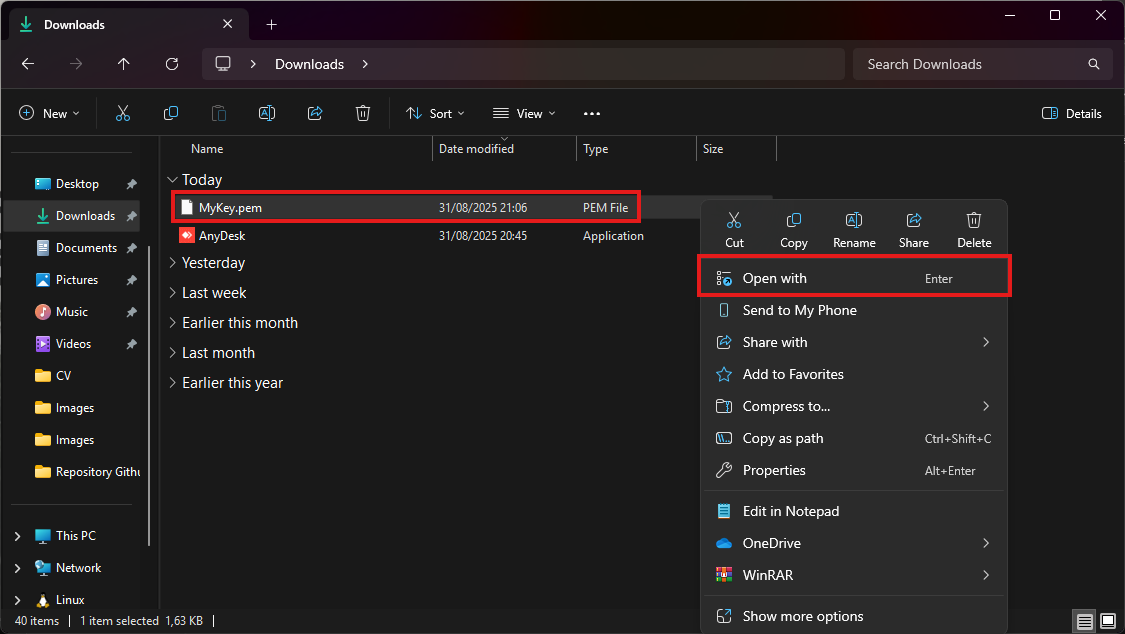 Downloads
Downloads
Search Downloads
New
Sort
View
Details
Name Date modified Type Size
Desktop
Downloads
Documents
Pictures
Music
Videos
CV
Images
Images
Repository Githu
This PC
Network
Linux
Today
MyKey.pem 31/08/2025 21:06 PEM File
AnyDesk 31/08/2025 20:45 Application
Yesterday
Last week
Earlier this month
Last month
Earlier this year
Cut Copy Rename Share Delete
Open with Enter
Send to My Phone
Share with
Add to Favorites
Compress to...
Copy as path Ctrl+Shift+C
Properties Alt+Enter
Edit in Notepad
OneDrive
WinRAR
Show more options
40 items 1 item selected 1,63 KB